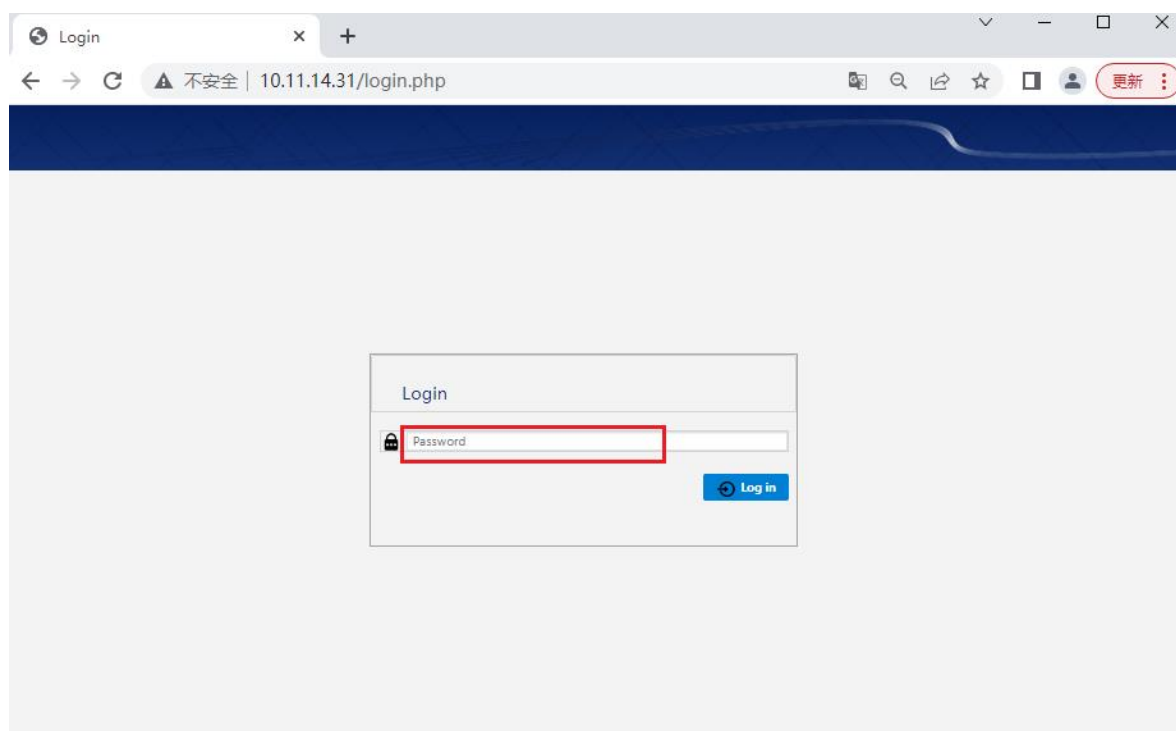 Login
不安全 | 10.11.14.31/login.php
更新
Login
Password
Log in